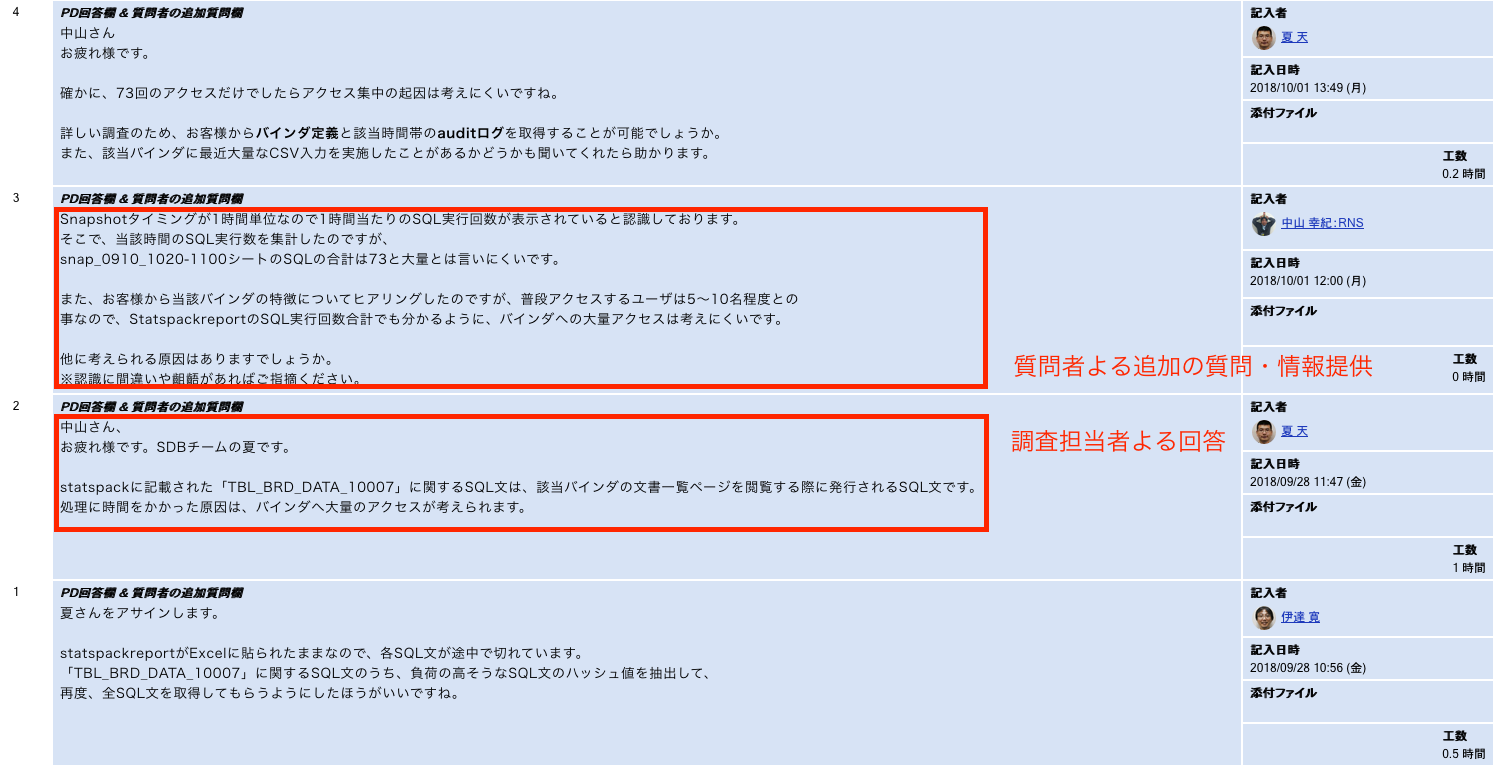 4
PD回答欄 & 質問者の追加質問欄
中山さん
お疲れ様です。
確かに、73回のアクセスだけでしたらアクセス集中の起因は考えにくいですね。
詳しい調査のため、お客様からバインダ定義と該当時間帯のauditログを取得することが可能でしょうか。
また、該当バインダに最近大量なCSV入力を実施したことがあるかどうかも聞いてくれたら助かります。
記入者
夏 天
記入日時
2018/10/01 13:49 (月)
添付ファイル
工数
0.2 時間
3
PD回答欄 & 質問者の追加質問欄
Snapshotタイミングが1時間単位なので1時間当たりのSQL実行回数が表示されていると認識しております。
そこで、当該時間のSQL実行数を集計したのですが、
snap_0910_1020-1100シートのSQLの合計は73と大量とは言いにくいです。
また、お客様から当該バインダの特徴についてヒアリングしたのですが、普段アクセスするユーザは5〜10名程度との
事なので、StatspackreportのSQL実行回数合計でも分かるように、バインダへの大量アクセスは考えにくいです。
他に考えられる原因はありますでしょうか。
※認識に間違いや齟齬があればご指摘ください。
質問者よる追加の質問・情報提供
記入者
中山 幸紀:RNS
記入日時
2018/10/01 12:00 (月)
添付ファイル
工数
0 時間
2
PD回答欄 & 質問者の追加質問欄
中山さん、
お疲れ様です。SDBチームの夏です。
statspackに記載された「TBL_BRD_DATA_10007」に関するSQL文は、該当バインダの文書一覧ページを閲覧する際に発行されるSQL文です。
処理に時間をかかった原因は、バインダへ大量のアクセスが考えられます。
調査担当者よる回答
記入者
夏 天
記入日時
2018/09/28 11:47 (金)
添付ファイル
工数
1 時間
1
PD回答欄 & 質問者の追加質問欄
夏さんをアサインします。
statspackreportがExcelに貼られたままなので、各SQL文が途中で切れています。
「TBL_BRD_DATA_10007」に関するSQL文のうち、負荷の高そうなSQL文のハッシュ値を抽出して、
再度、全SQL文を取得してもらうようにしたほうがいいですね。
記入者
伊達 寛
記入日時
2018/09/28 10:56 (金)
添付ファイル
工数
0.5 時間